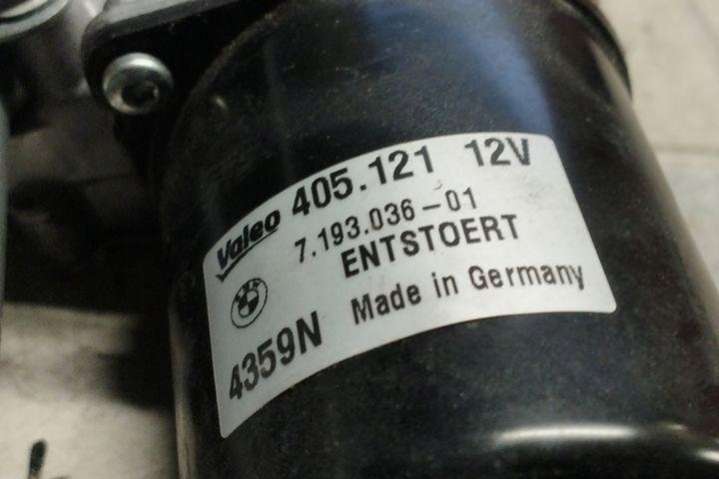 Valeo 405.121 12V
7.193.036-01
ENTSTOERT
4359N Made in Germany